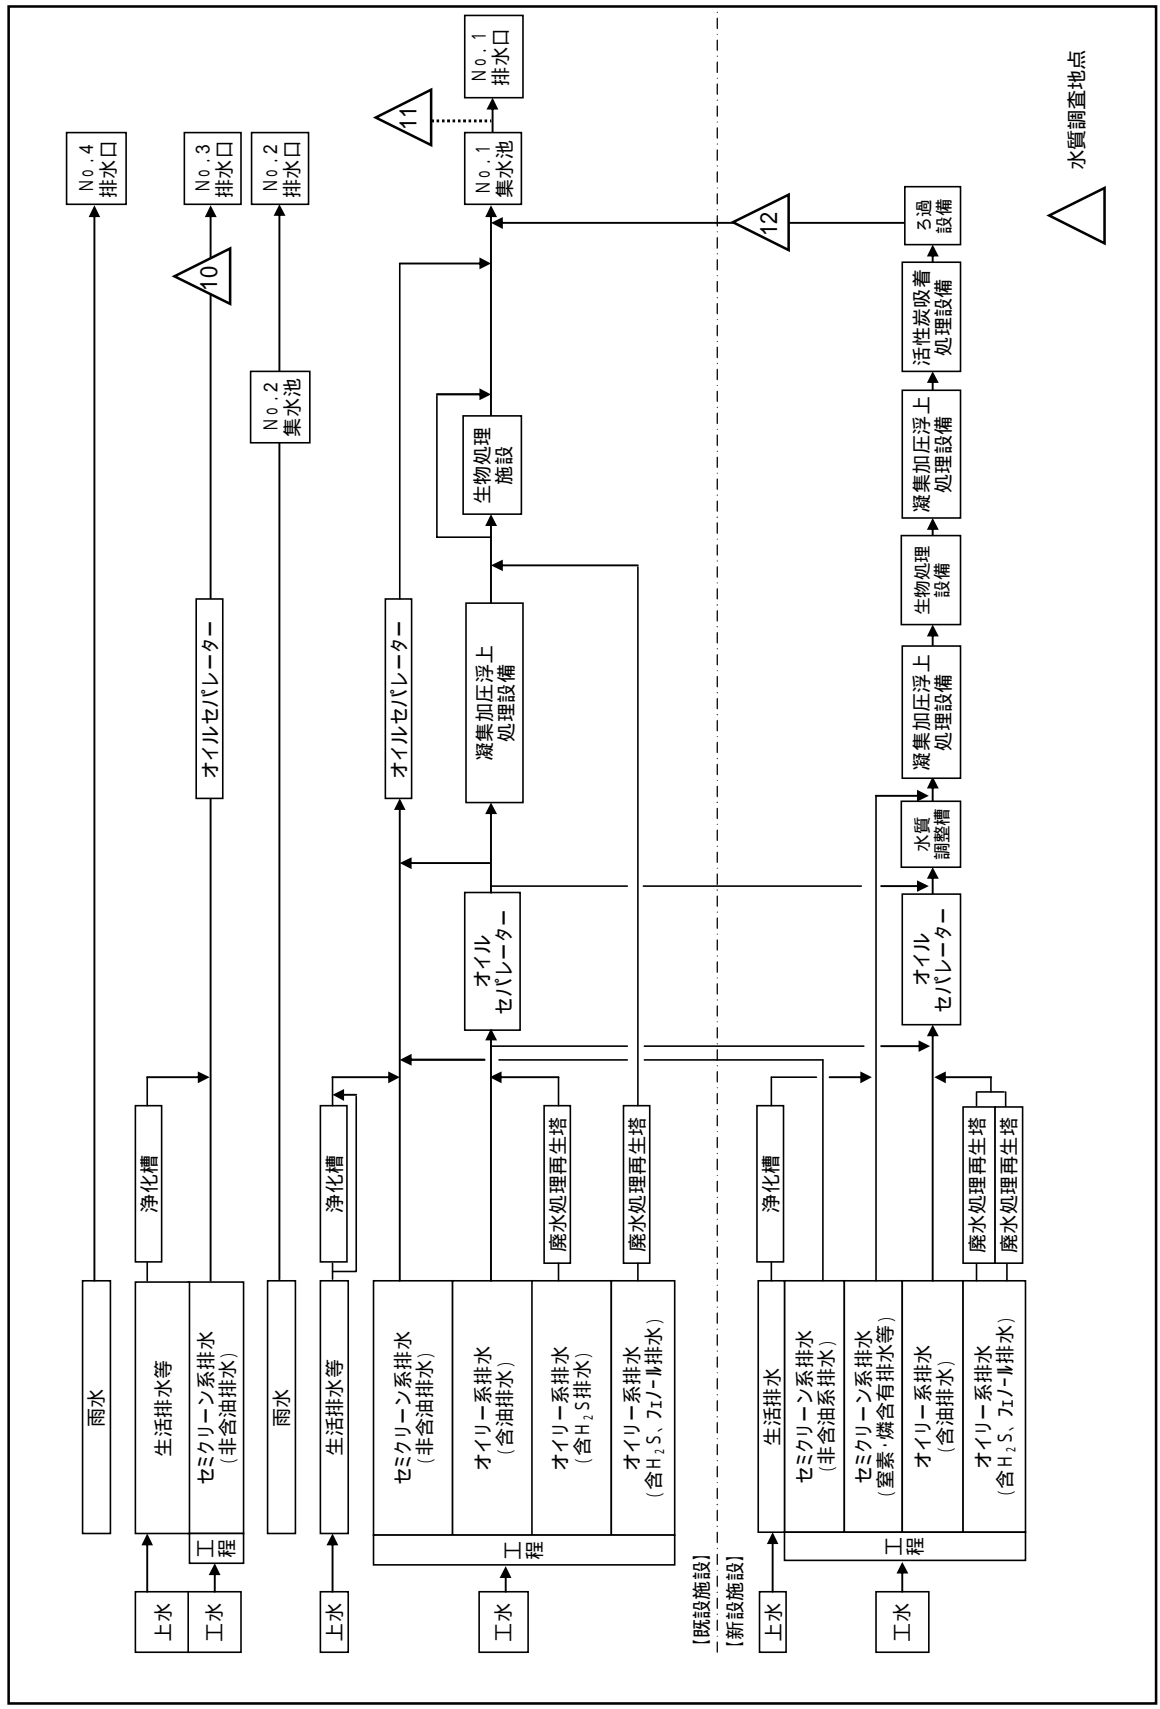 雨水
No.4
排水口
上水
工水
生活排水等
セミクリーン系排水
(非含油排水)
工程
浄化槽
オイルセパレーター
10
No.3
排水口
雨水
No.2
集水池
No.2
排水口
上水
生活排水等
浄化槽
工水
工程
セミクリーン系排水
(非含油排水)
オイリー系排水
(含油排水)
オイリー系排水
(含H₂S排水)
オイリー系排水
(含H₂S、フェノール排水)
廃水処理再生塔
廃水処理再生塔
オイル
セパレーター
オイルセパレーター
凝集加圧浮上
処理設備
生物処理
施設
No.1
集水池
11
No.1
排水口
【既設施設】
【新設施設】
上水
工水
工程
生活排水
セミクリーン系排水
(非含油系排水)
セミクリーン系排水
(窒素・燐含有排水等)
オイリー系排水
(含油排水)
オイリー系排水
(含H₂S、フェノール排水)
浄化槽
廃水処理再生塔
廃水処理再生塔
オイル
セパレーター
水質
調整槽
凝集加圧浮上
処理設備
生物処理
設備
凝集加圧浮上
処理設備
活性炭吸着
処理設備
ろ過
設備
12
水質調査地点